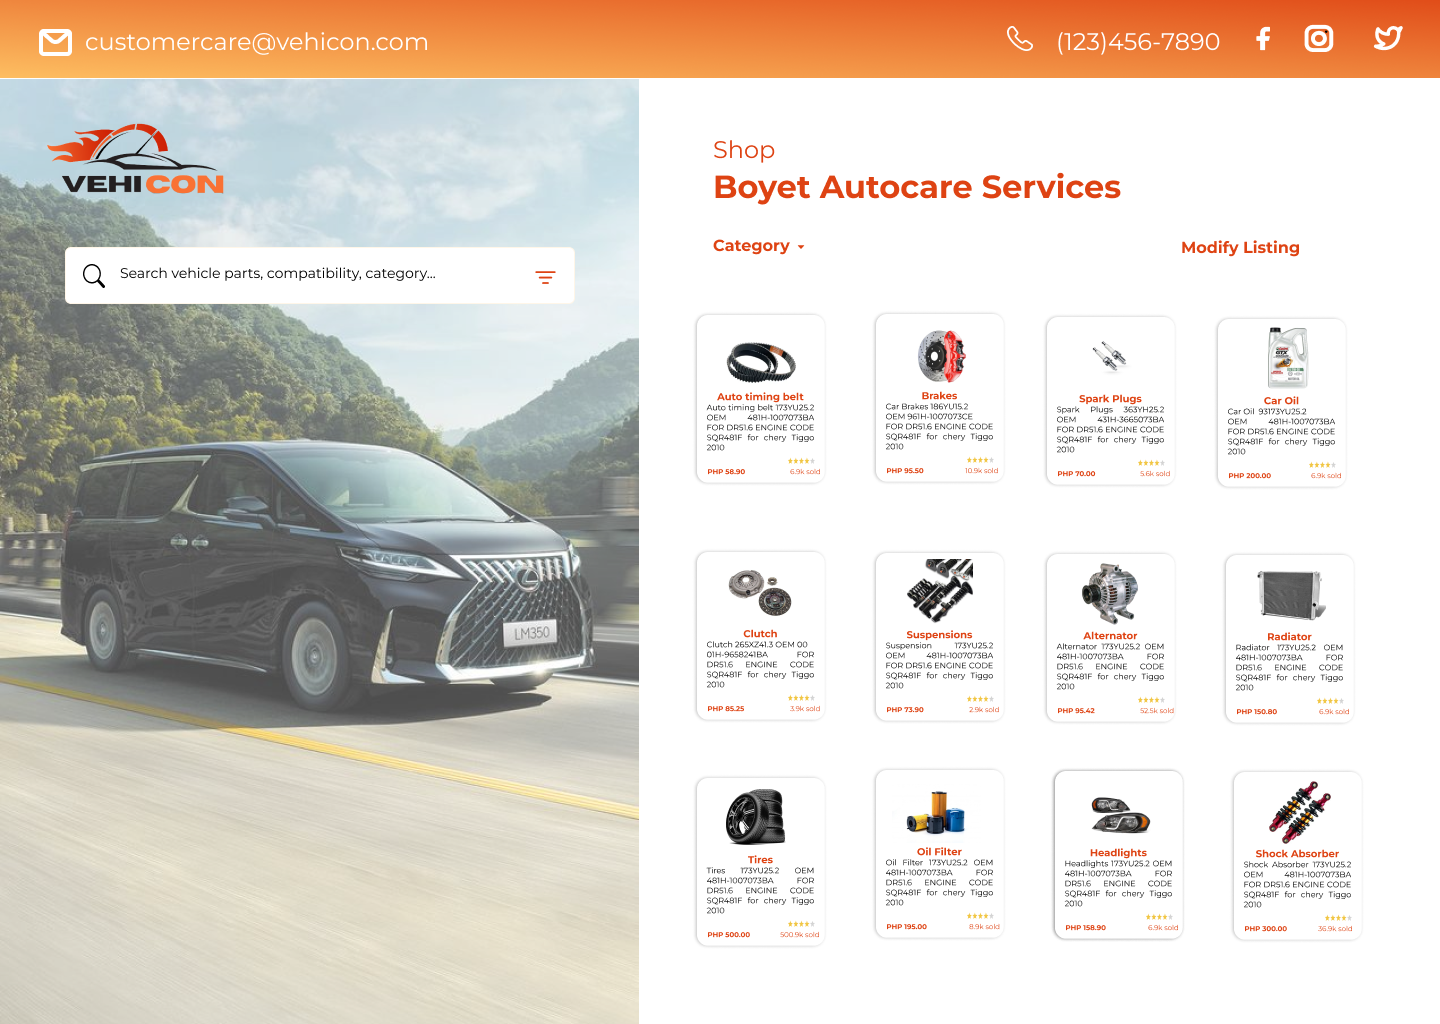 customercare@vehicon.com
(123)456-7890
VEHICON
Search vehicle parts, compatibility, category...
LM350
Shop
Boyet Autocare Services
Category
Modify Listing
Auto timing belt
Auto timing belt 173YU25.2
OEM 481H-1007073BA
FOR DR51.6 ENGINE CODE
SQR481F for chery Tiggo
2010
PHP 58.90
6.9k sold
Brakes
Car Brakes 186YU15.2
OEM 961H-1007073CE
FOR DR51.6 ENGINE CODE
SQR481F for chery Tiggo
2010
PHP 95.50
10.9k sold
Spark Plugs
Spark Plugs 363YH25.2
OEM 431H-3665073BA
FOR DR51.6 ENGINE CODE
SQR481F for chery Tiggo
2010
PHP 70.00
5.6k sold
GTX
Car Oil
Car Oil 93173YU25.2
OEM 481H-1007073BA
FOR DR51.6 ENGINE CODE
SQR481F for chery Tiggo
2010
PHP 200.00
6.9k sold
Clutch
Clutch 265XZ41.3 OEM 00
01H-9658241BA FOR
DR51.6 ENGINE CODE
SQR481F for chery Tiggo
2010
PHP 85.25
3.9k sold
Suspensions
Suspension 173YU25.2
OEM 481H-1007073BA
FOR DR51.6 ENGINE CODE
SQR481F for chery Tiggo
2010
PHP 73.90
2.9k sold
Alternator
Alternator 173YU25.2 OEM
481H-1007073BA FOR
DR51.6 ENGINE CODE
SQR481F for chery Tiggo
2010
PHP 95.42
52.5k sold
Radiator
Radiator 173YU25.2 OEM
481H-1007073BA FOR
DR51.6 ENGINE CODE
SQR481F for chery Tiggo
2010
PHP 150.80
6.9k sold
Tires
Tires 173YU25.2 OEM
481H-1007073BA FOR
DR51.6 ENGINE CODE
SQR481F for chery Tiggo
2010
PHP 500.00
500.9k sold
Oil Filter
Oil Filter 173YU25.2 OEM
481H-1007073BA FOR
DR51.6 ENGINE CODE
SQR481F for chery Tiggo
2010
PHP 195.00
8.9k sold
Headlights
Headlights 173YU25.2 OEM
481H-1007073BA FOR
DR51.6 ENGINE CODE
SQR481F for chery Tiggo
2010
PHP 158.90
6.9k sold
Shock Absorber
Shock Absorber 173YU25.2
OEM 481H-1007073BA
FOR DR51.6 ENGINE CODE
SQR481F for chery Tiggo
2010
PHP 300.00
36.9k sold